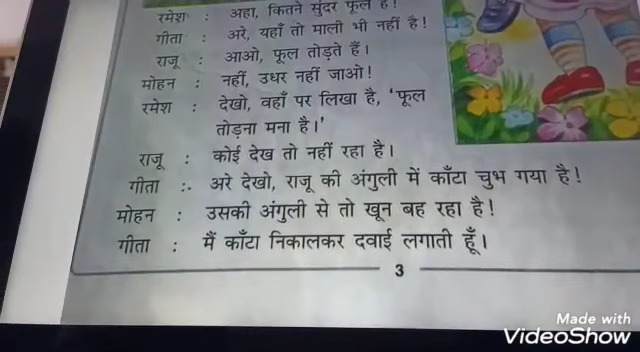 रमेश : अहा, कितने सुंदर फूल हैं!
गीता : अरे, यहाँ तो माली भी नहीं है!
राजू : आओ, फूल तोड़ते हैं।
मोहन : नहीं, उधर नहीं जाओ!
रमेश : देखो, वहाँ पर लिखा है, ‘फूल
तोड़ना मना है।’
राजू : कोई देख तो नहीं रहा है।
गीता :. अरे देखो, राजू की अंगुली में काँटा चुभ गया है!
मोहन : उसकी अंगुली से तो खून बह रहा है!
गीता : मैं काँटा निकालकर दवाई लगाती हूँ।
3
Made with
VideoShow